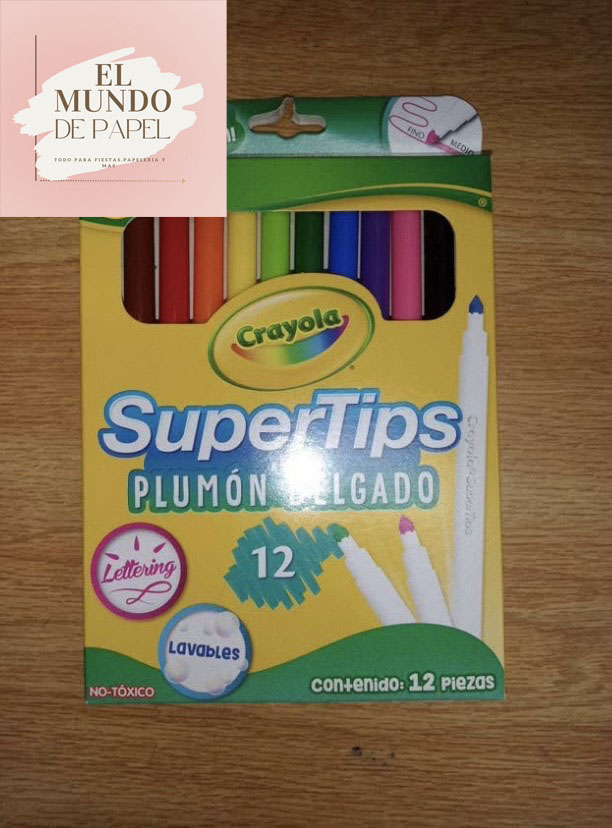 EL
MUNDO
DE PAPEL
TODO PARA FIESTAS,PAPELERIA Y
MAS
FINO
MEDIO
Crayola
SuperTips
PLUMÓN DELGADO
Crayola SuperTips
Lettering
12
Lavables
NO-TÓXICO
Contenido: 12 Piezas